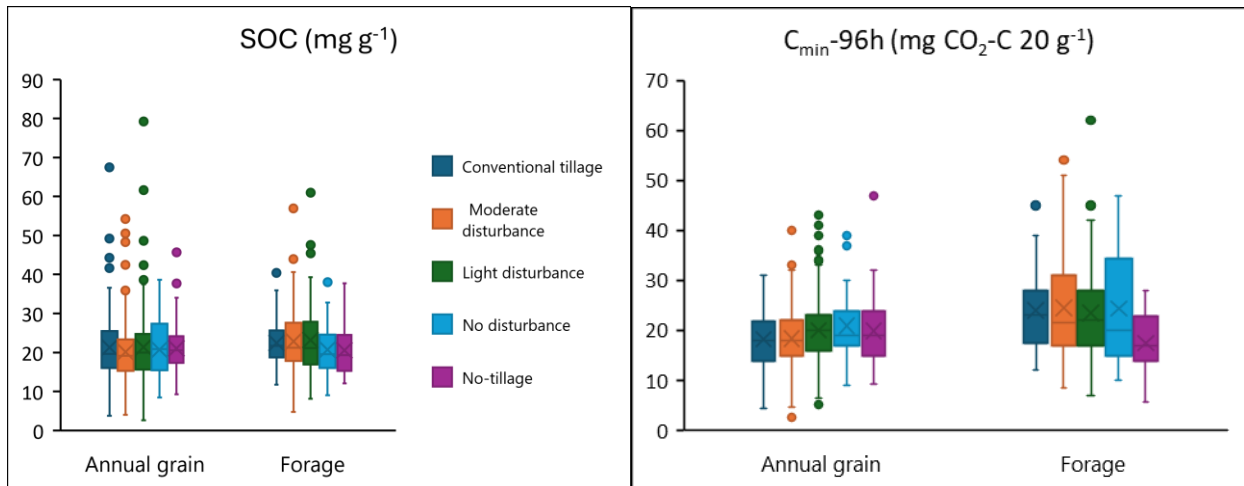 SOC (mg g⁻¹)
90
80
70
60
50
40
30
20
10
0
Annual grain
Forage
Conventional tillage
Moderate
disturbance
Light disturbance
No disturbance
No-tillage
Cₘᵢₙ-96h (mg CO₂-C 20 g⁻¹)
70
60
50
40
30
20
10
0
Annual grain
Forage